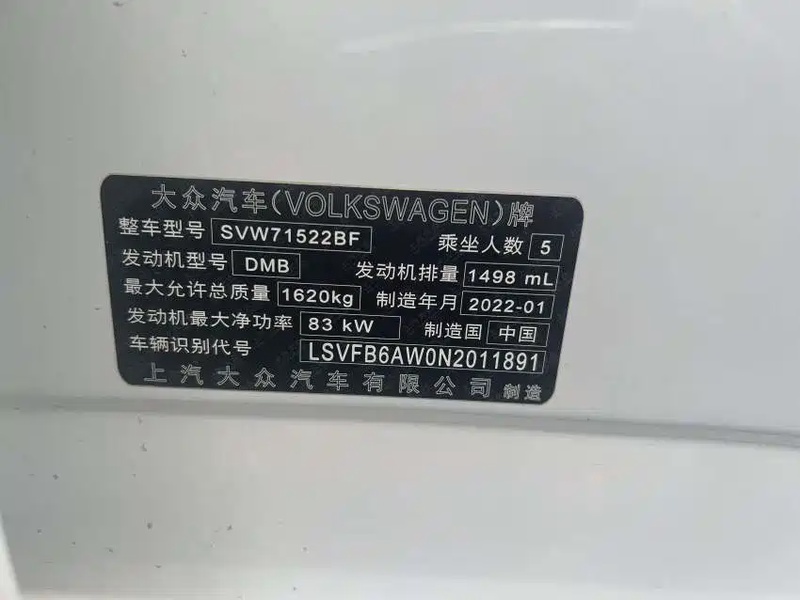 大众汽车(VOLKSWAGEN)牌
整车型号 SVW71522BF 乘坐人数 5
发动机型号 DMB 发动机排量 1498 mL
最大允许总质量 1620kg 制造年月 2022-01
发动机最大净功率 83 kW 制造国 中国
车辆识别代号 LSVFB6AW0N2011891
上汽大众汽车有限公司 制造